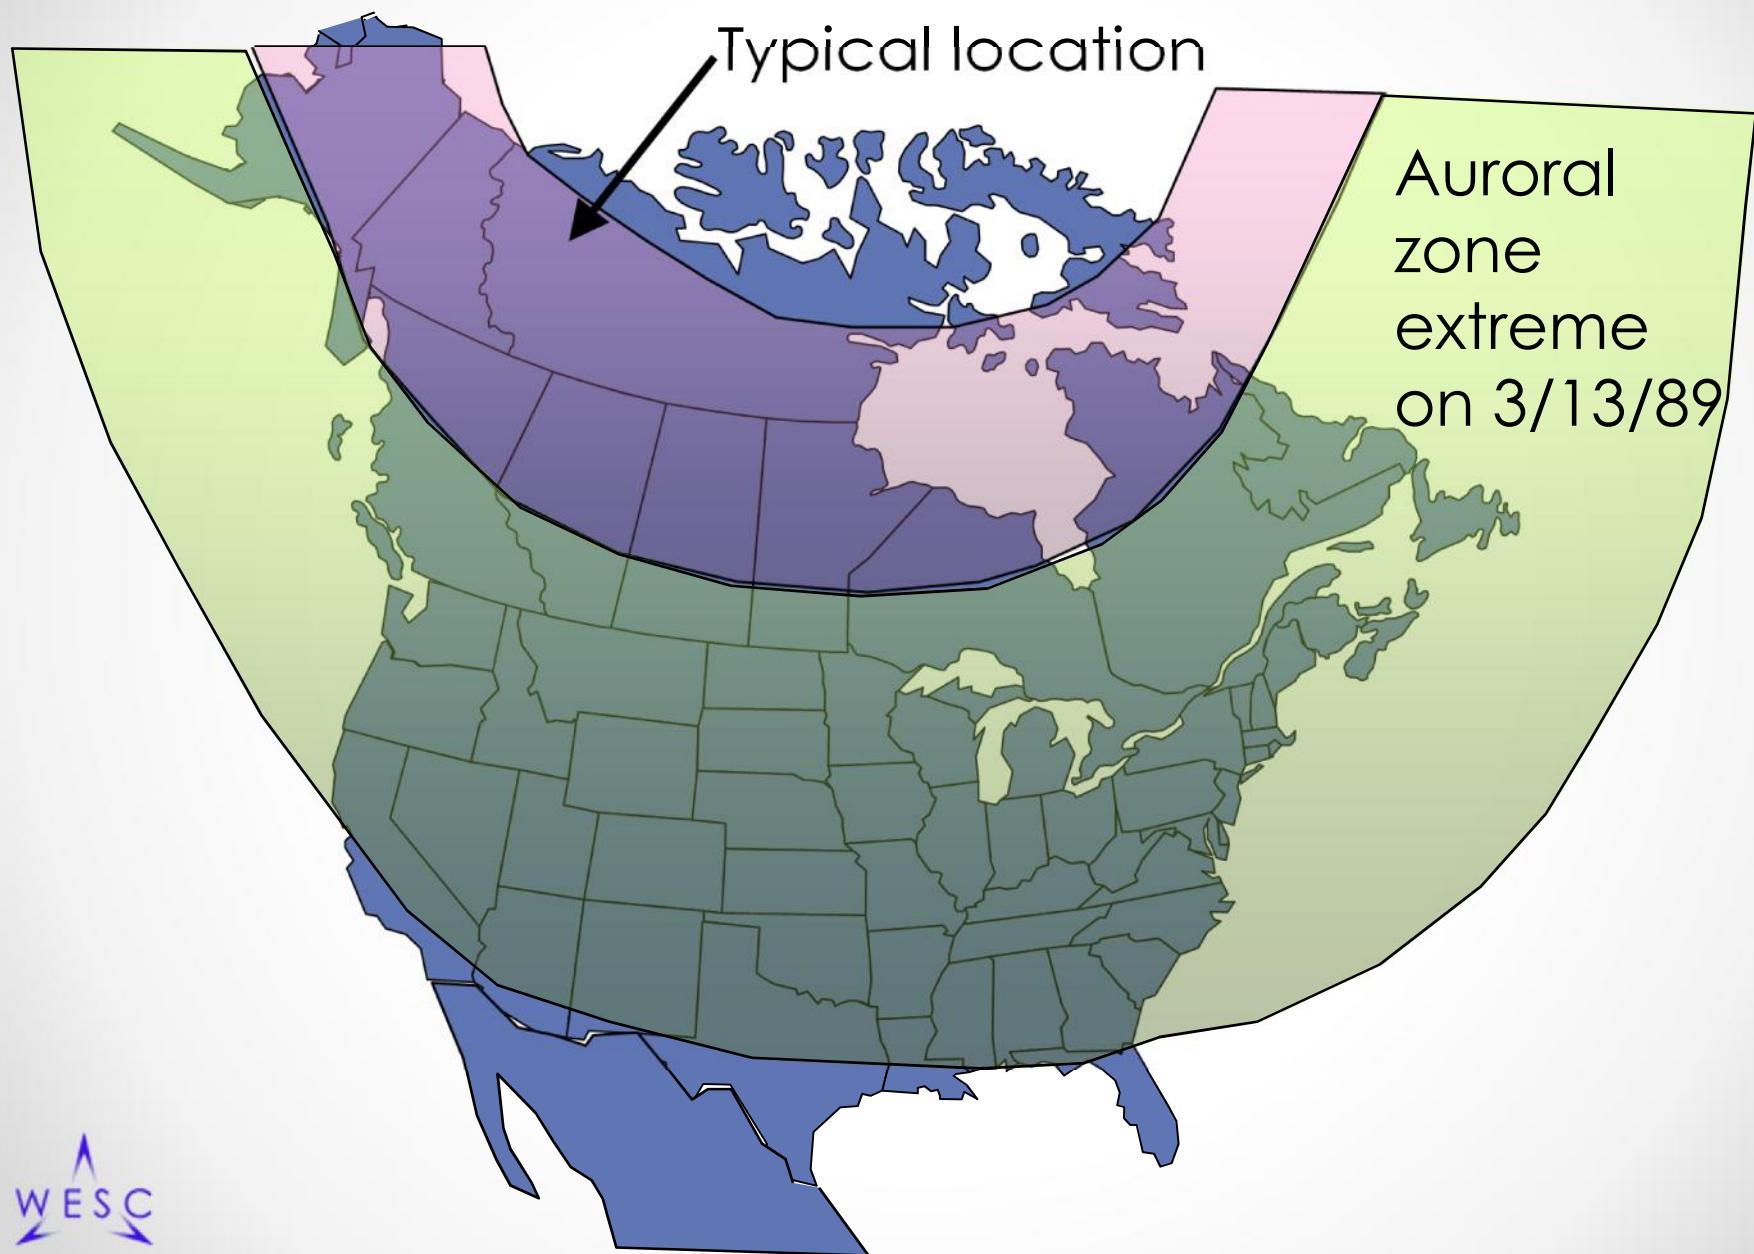 Typical location
Auroral
zone
extreme
on 3/13/89
WESC